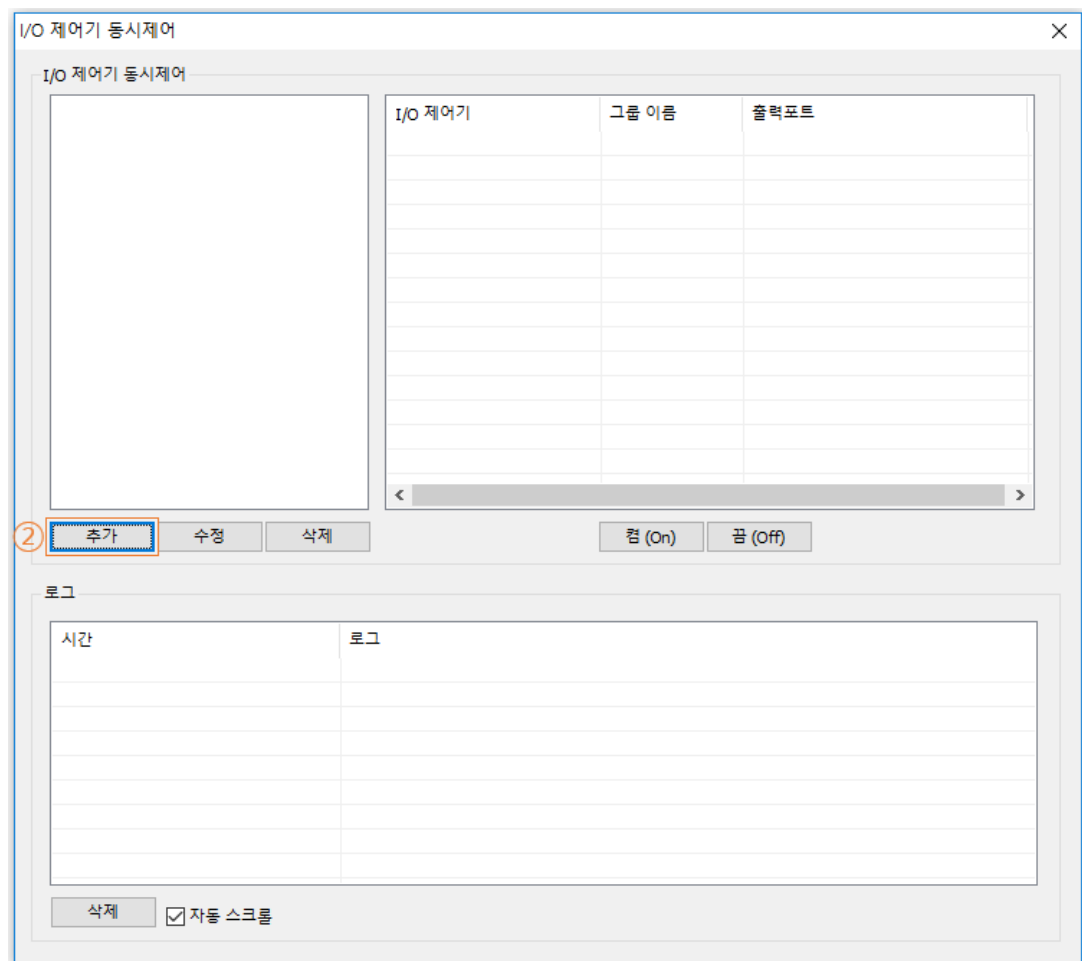 I/O 제어기 동시제어
I/O 제어기 동시제어
I/O 제어기 그룹 이름 출력포트
② 추가 수정 삭제 켬 (On) 끔 (Off)
로그
시간 로그
삭제 자동 스크롤